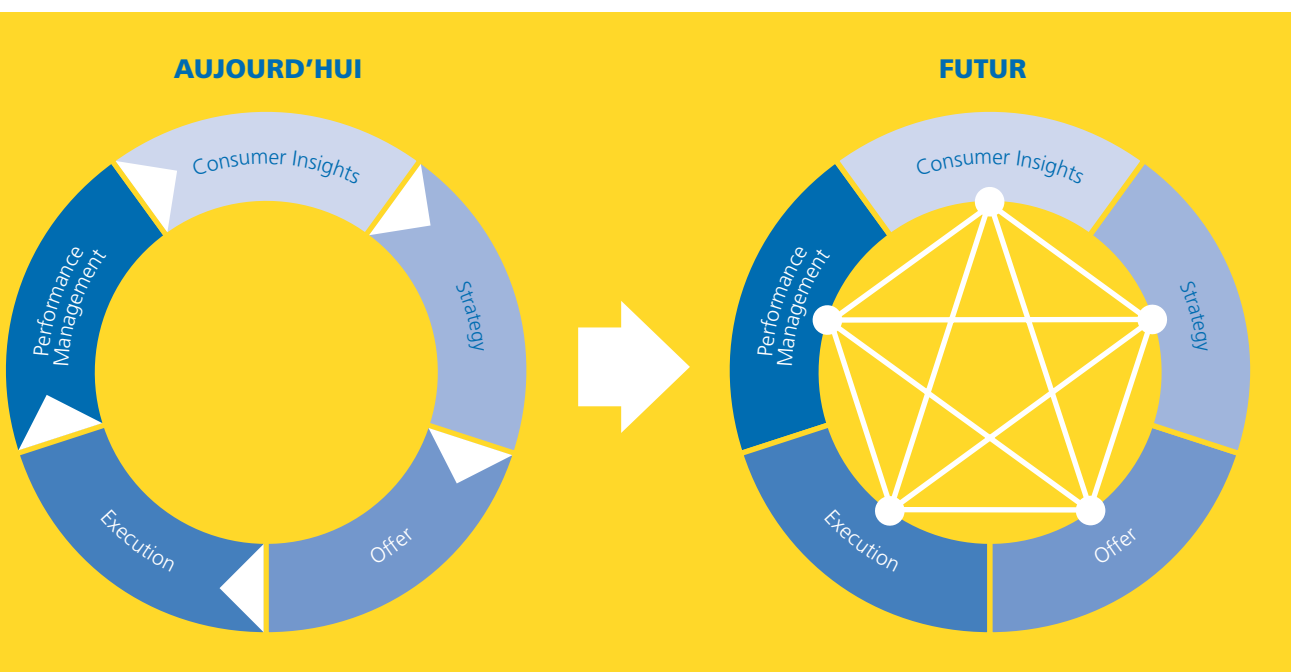 AUJOURD'HUI
Consumer Insights
Strategy
Offer
Execution
Performance
Management
FUTUR
Consumer Insights
Strategy
Offer
Execution
Performance
Management